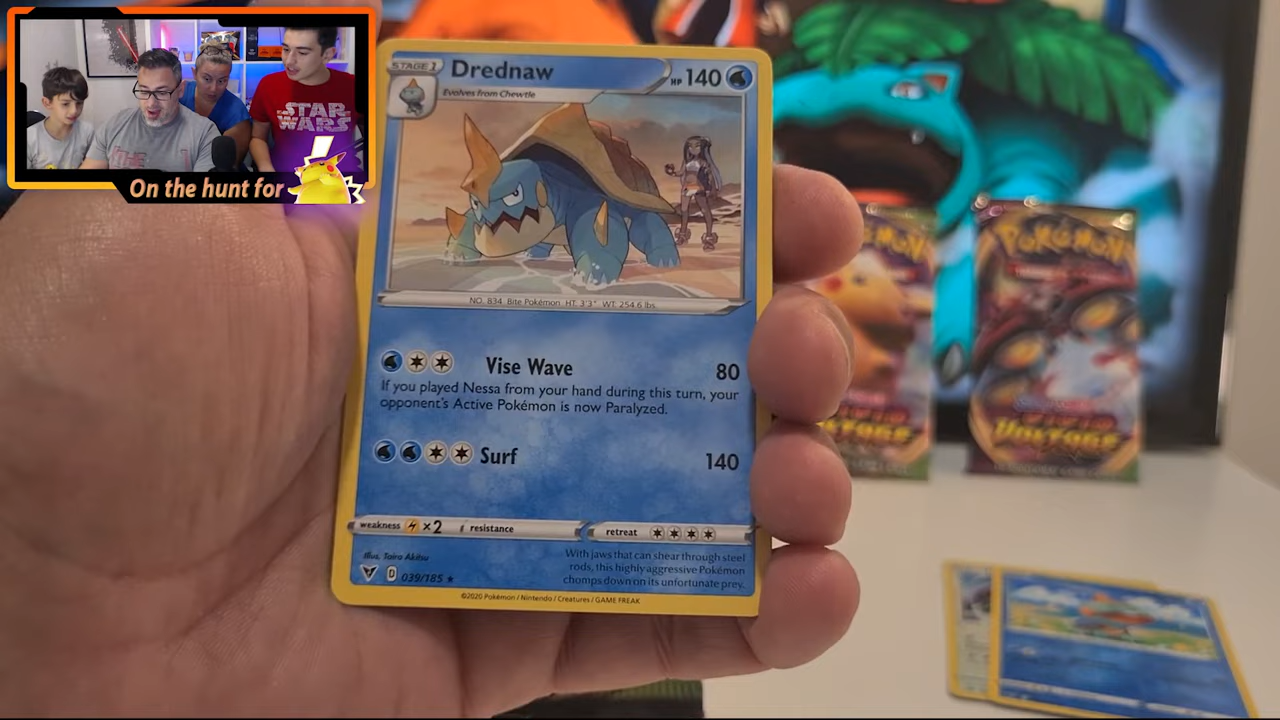 STAR
WARS
On the hunt for
STAGE 1
Drednaw
HP 140
Evolves from Chewtle
NO. 834 Bite Pokémon HT: 3'3" WT: 254.6 lbs.
Vise Wave 80
If you played Nessa from your hand during this turn, your
opponent's Active Pokémon is now Paralyzed.
Surf 140
weakness ×2 resistance retreat
Illus. Taira Akitsu
With jaws that can shear through steel
rods, this highly aggressive Pokémon
chomps down on its unfortunate prey.
D 039/185 ★
©2020 Pokémon / Nintendo / Creatures / GAME FREAK
POKÉMON
VOLTAGE